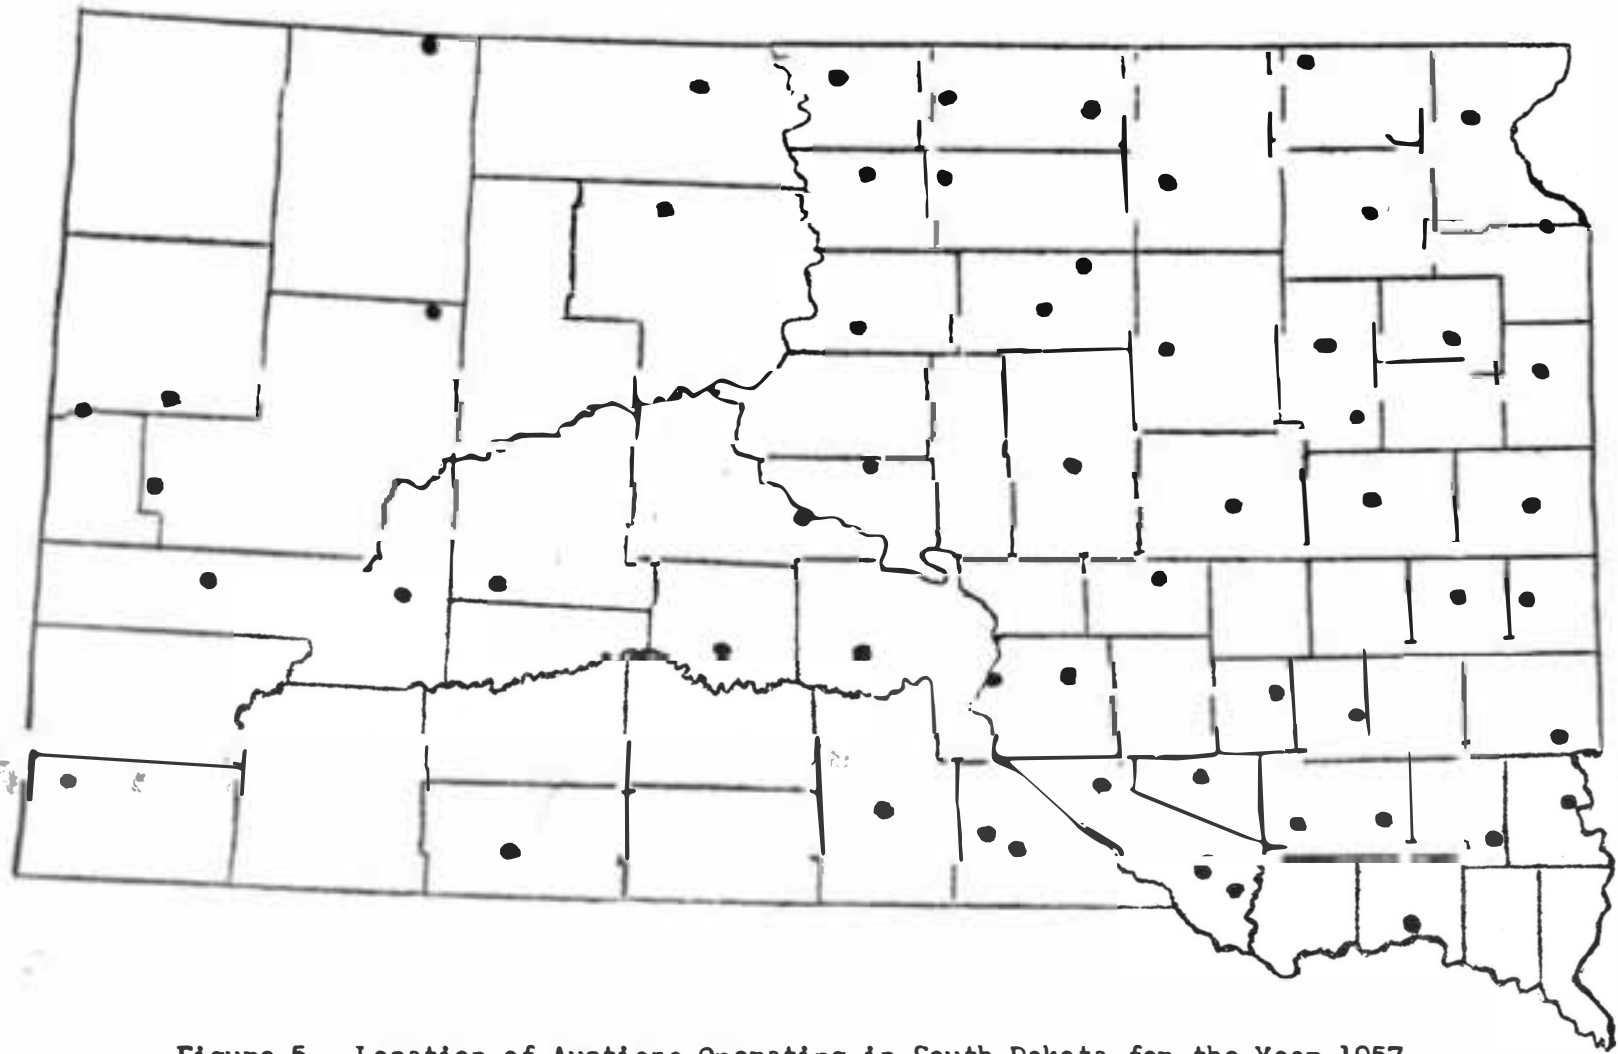 Figure 5. Location of Auctions Operating in South Dakota for the Year 1957